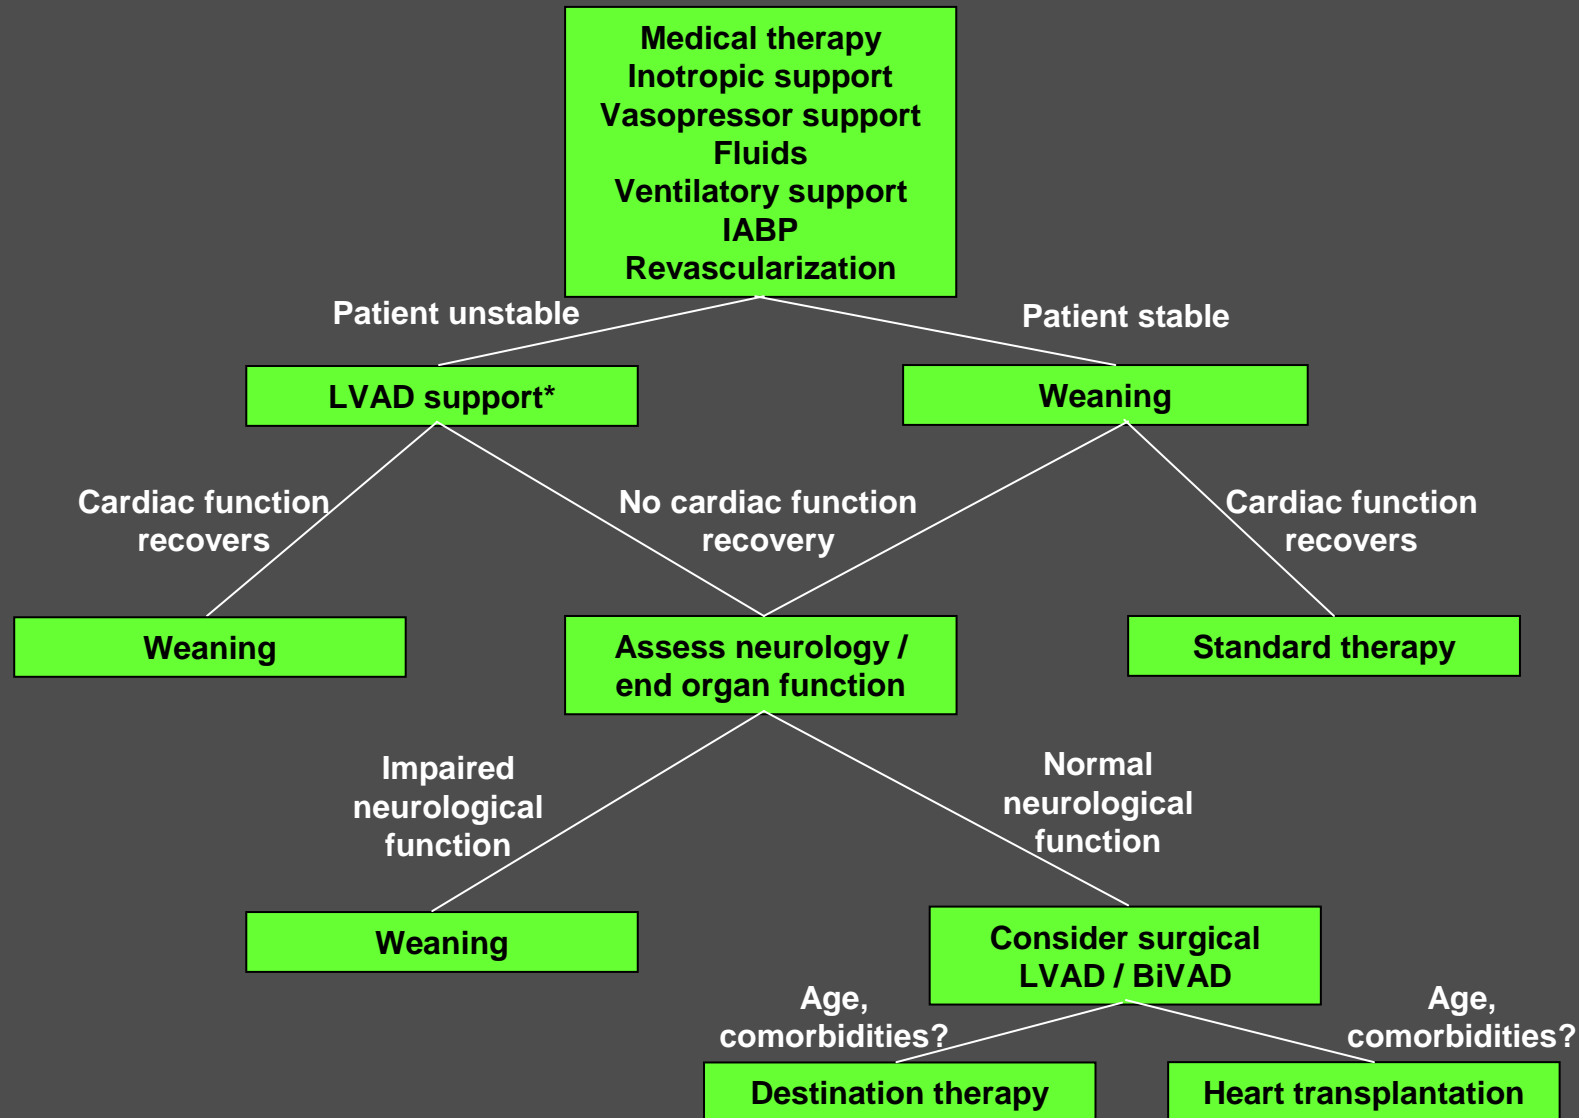 Medical therapy
Inotropic support
Vasopressor support
Fluids
Ventilatory support
IABP
Revascularization
Patient unstable
Patient stable
LVAD support*
Weaning
Cardiac function
recovers
No cardiac function
recovery
Cardiac function
recovers
Weaning
Assess neurology /
end organ function
Standard therapy
Impaired
neurological
function
Normal
neurological
function
Weaning
Consider surgical
LVAD / BiVAD
Age,
comorbidities?
Age,
comorbidities?
Destination therapy
Heart transplantation